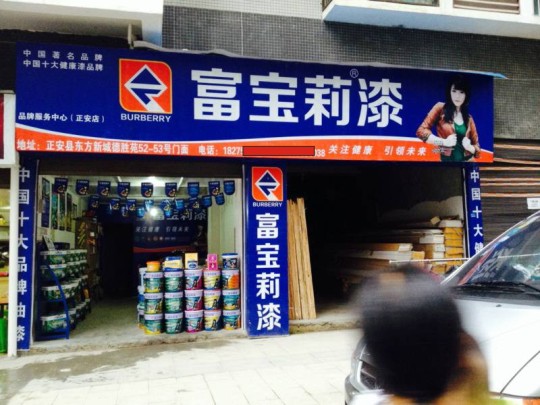 中国著名品牌
中国十大健康漆品牌
品牌服务中心（正安店）
BURBERRY
富宝莉漆®
地址：正安县东方新城德胜苑52-53号门面 电话：1827 38
关注健康 引领未来
中国十大品牌油漆
BURBERRY
富宝莉漆
中国十大健